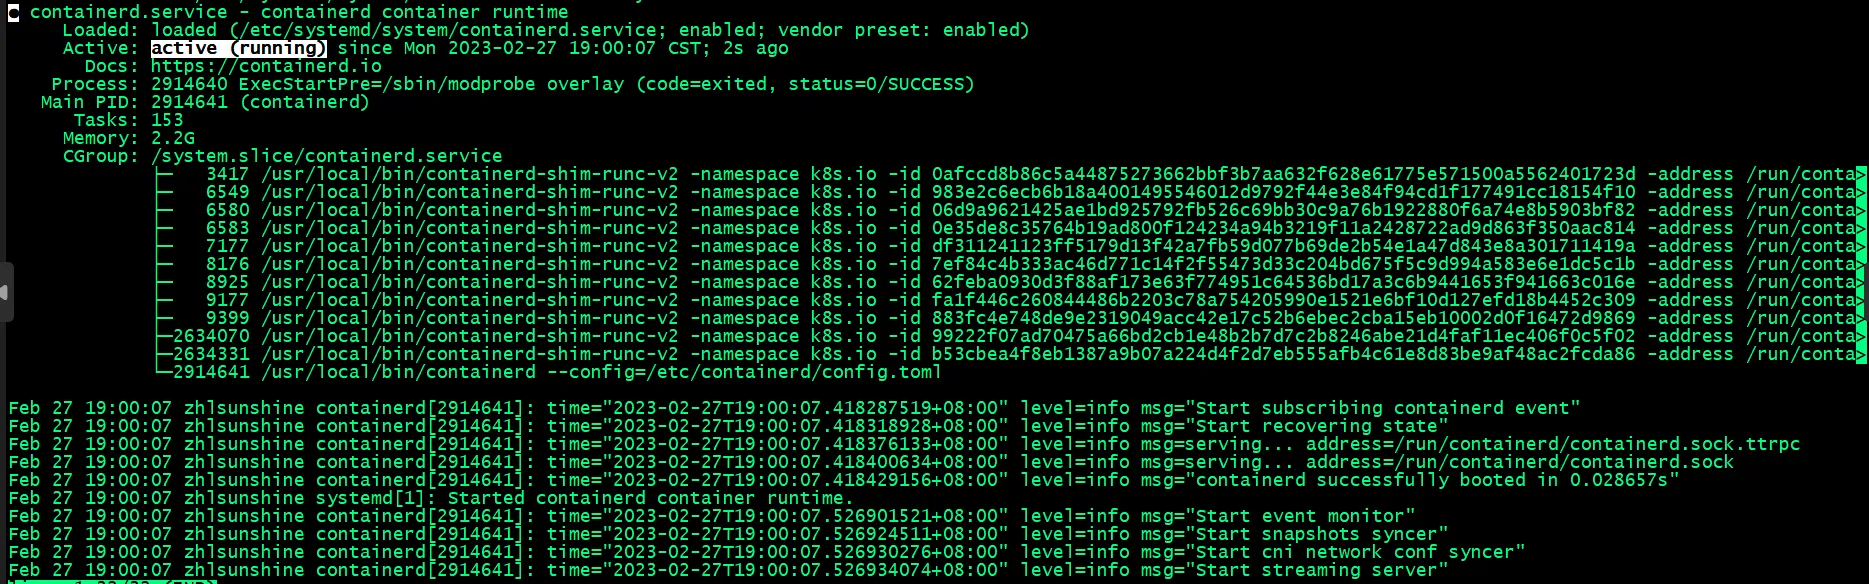 ● containerd.service - containerd container runtime
Loaded: loaded (/etc/systemd/system/containerd.service; enabled; vendor preset: enabled)
Active: active (running) since Mon 2023-02-27 19:00:07 CST; 2s ago
Docs: https://containerd.io
Process: 2914640 ExecStartPre=/sbin/modprobe overlay (code=exited, status=0/SUCCESS)
Main PID: 2914641 (containerd)
Tasks: 153
Memory: 2.2G
CGroup: /system.slice/containerd.service
├─ 3417 /usr/local/bin/containerd-shim-runc-v2 -namespace k8s.io -id 0afccd8b86c5a44875273662bbf3b7aa632f628e61775e571500a5562401723d -address /run/conta>
├─ 6549 /usr/local/bin/containerd-shim-runc-v2 -namespace k8s.io -id 983e2c6ecb6b18a4001495546012d9792f44e3e84f94cd1f177491cc18154f10 -address /run/conta>
├─ 6580 /usr/local/bin/containerd-shim-runc-v2 -namespace k8s.io -id 06d9a9621425ae1bd925792fb526c69bb30c9a76b1922880f6a74e8b5903bf82 -address /run/conta>
├─ 6583 /usr/local/bin/containerd-shim-runc-v2 -namespace k8s.io -id 0e35de8c35764b19ad800f124234a94b3219f11a2428722ad9d863f350aac814 -address /run/conta>
├─ 7177 /usr/local/bin/containerd-shim-runc-v2 -namespace k8s.io -id df311241123ff5179d13f42a7fb59d077b69de2b54e1a47d843e8a301711419a -address /run/conta>
├─ 8176 /usr/local/bin/containerd-shim-runc-v2 -namespace k8s.io -id 7ef84c4b333ac46d771c14f2f55473d33c204bd675f5c9d994a583e6e1dc5c1b -address /run/conta>
├─ 8925 /usr/local/bin/containerd-shim-runc-v2 -namespace k8s.io -id 62feba0930d3f88af173e63f774951c64536bd17a3c6b9441653f941663c016e -address /run/conta>
├─ 9177 /usr/local/bin/containerd-shim-runc-v2 -namespace k8s.io -id fa1f446c260844486b2203c78a754205990e1521e6bf10d127efd18b4452c309 -address /run/conta>
├─ 9399 /usr/local/bin/containerd-shim-runc-v2 -namespace k8s.io -id 883fc4e748de9e2319049acc42e17c52b6ebec2cba15eb10002d0f16472d9869 -address /run/conta>
├─2634070 /usr/local/bin/containerd-shim-runc-v2 -namespace k8s.io -id 99222f07ad70475a66bd2cb1e48b2b7d7c2b8246abe21d4faf11ec406f0c5f02 -address /run/conta>
├─2634331 /usr/local/bin/containerd-shim-runc-v2 -namespace k8s.io -id b53cbea4f8eb1387a9b07a224d4f2d7eb555afb4c61e8d83be9af48ac2fcda86 -address /run/conta>
└─2914641 /usr/local/bin/containerd --config=/etc/containerd/config.toml
Feb 27 19:00:07 zhlsunshine containerd[2914641]: time="2023-02-27T19:00:07.418287519+08:00" level=info msg="Start subscribing containerd event"
Feb 27 19:00:07 zhlsunshine containerd[2914641]: time="2023-02-27T19:00:07.418318928+08:00" level=info msg="Start recovering state"
Feb 27 19:00:07 zhlsunshine containerd[2914641]: time="2023-02-27T19:00:07.418376133+08:00" level=info msg=serving... address=/run/containerd/containerd.sock.ttrpc
Feb 27 19:00:07 zhlsunshine containerd[2914641]: time="2023-02-27T19:00:07.418400634+08:00" level=info msg=serving... address=/run/containerd/containerd.sock
Feb 27 19:00:07 zhlsunshine containerd[2914641]: time="2023-02-27T19:00:07.418429156+08:00" level=info msg="containerd successfully booted in 0.028657s"
Feb 27 19:00:07 zhlsunshine systemd[1]: Started containerd container runtime.
Feb 27 19:00:07 zhlsunshine containerd[2914641]: time="2023-02-27T19:00:07.526901521+08:00" level=info msg="Start event monitor"
Feb 27 19:00:07 zhlsunshine containerd[2914641]: time="2023-02-27T19:00:07.526924511+08:00" level=info msg="Start snapshots syncer"
Feb 27 19:00:07 zhlsunshine containerd[2914641]: time="2023-02-27T19:00:07.526930276+08:00" level=info msg="Start cni network conf syncer"
Feb 27 19:00:07 zhlsunshine containerd[2914641]: time="2023-02-27T19:00:07.526934074+08:00" level=info msg="Start streaming server"